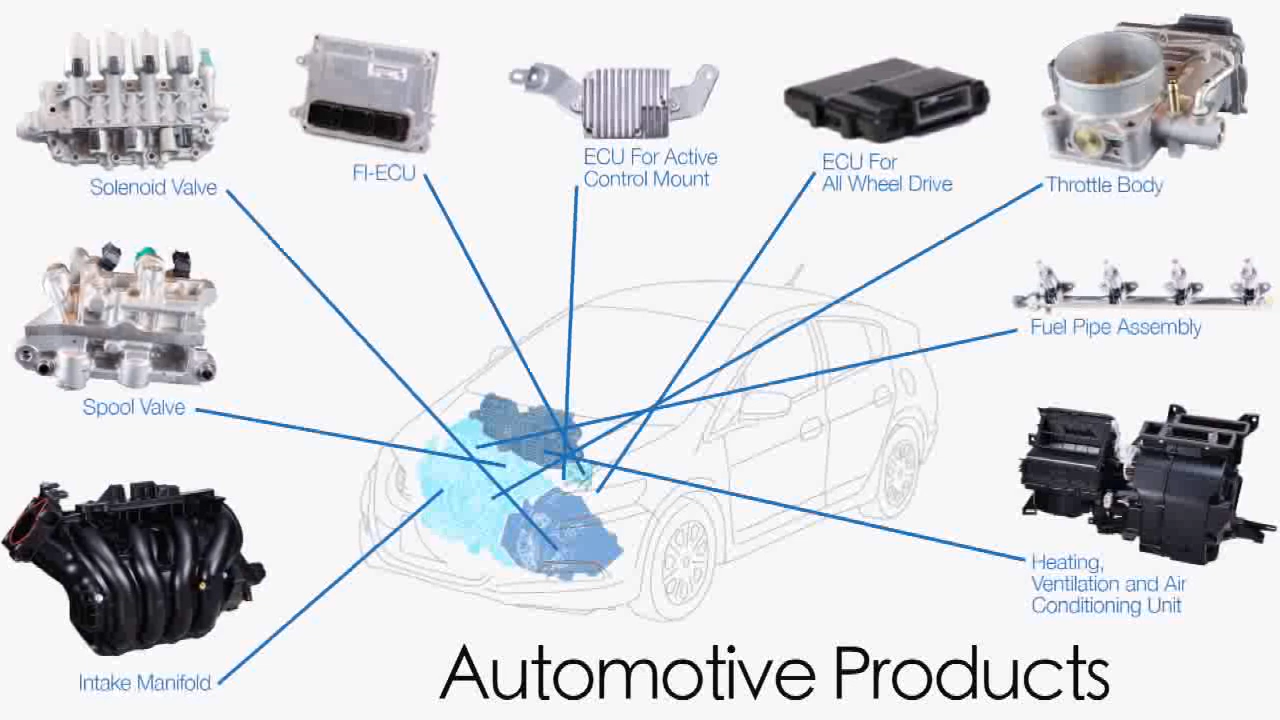 Solenoid Valve
FI-ECU
ECU For Active
Control Mount
ECU For
All Wheel Drive
Throttle Body
Fuel Pipe Assembly
Spool Valve
Heating,
Ventilation and Air
Conditioning Unit
Intake Manifold
Automotive Products